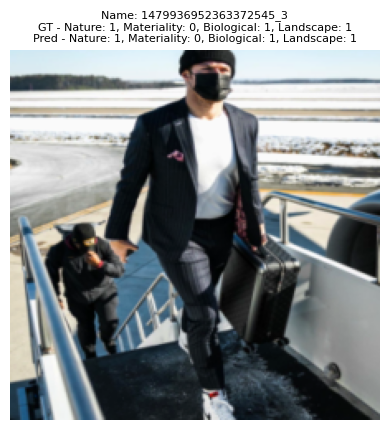 Name: 1479936952363372545_3
GT - Nature: 1, Materiality: 0, Biological: 1, Landscape: 1
Pred - Nature: 1, Materiality: 0, Biological: 1, Landscape: 1